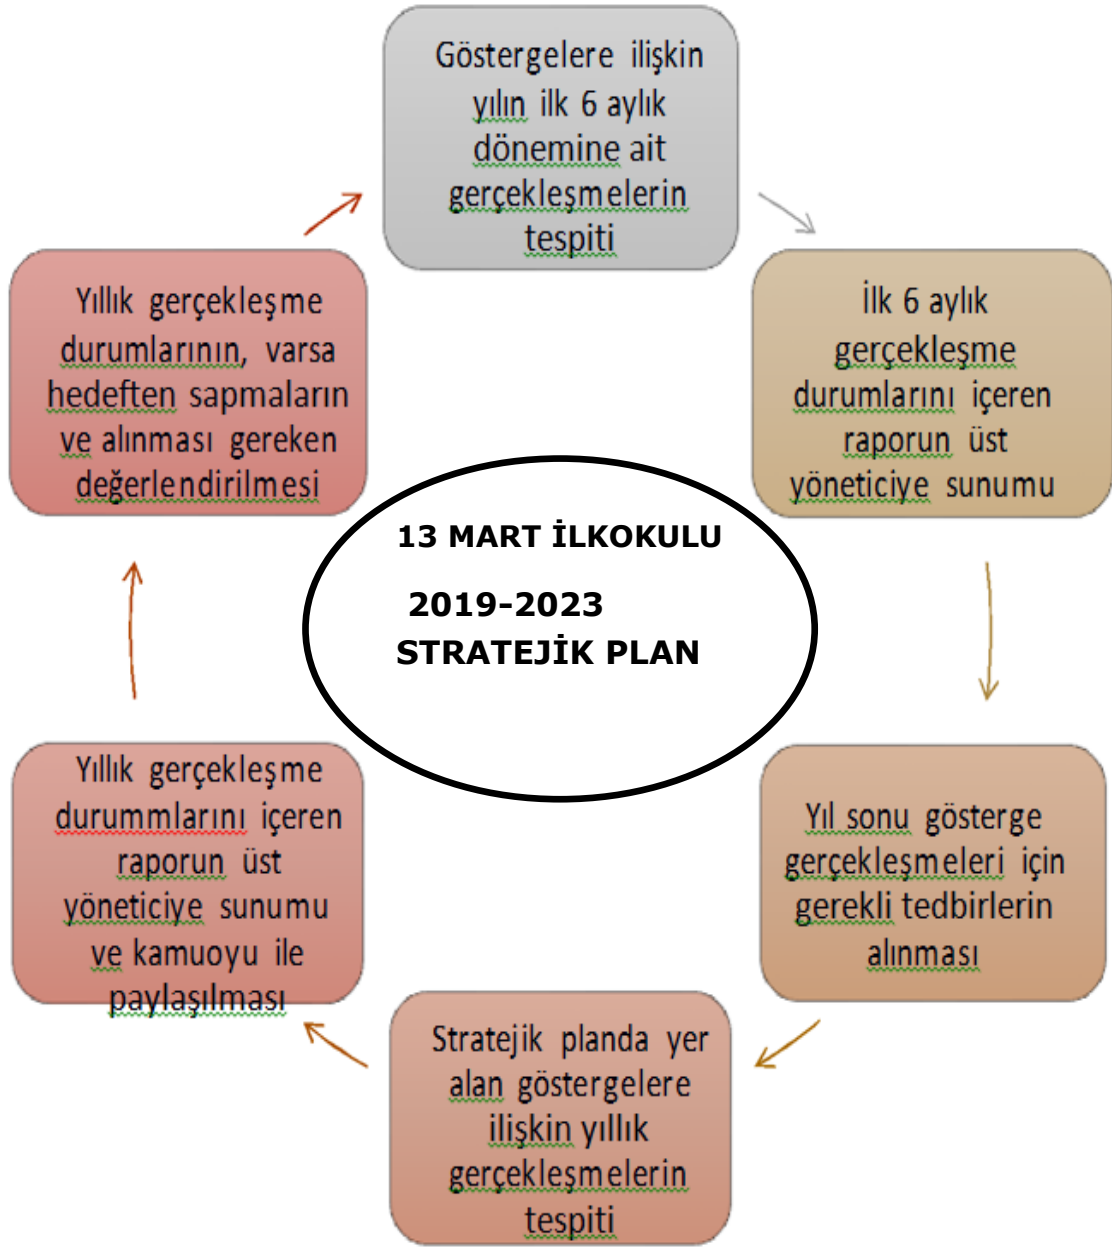 Göstergelere ilişkin
yılın ilk 6 aylık
dönemine ait
gerçekleşmelerin
tespiti
İlk 6 aylık
gerçekleşme
durumlarını içeren
raporun üst
yöneticiye sunumu
Yıl sonu gösterge
gerçekleşmeleri için
gerekli tedbirlerin
alınması
Stratejik planda yer
alan göstergelere
ilişkin yıllık
gerçekleşmelerin
tespiti
Yıllık gerçekleşme
durummlarını içeren
raporun üst
yöneticiye sunumu
ve kamuoyu ile
paylaşılması
Yıllık gerçekleşme
durumlarının, varsa
hedeften sapmaların
ve alınması gereken
değerlendirilmesi
13 MART İLKOKULU
2019-2023
STRATEJİK PLAN